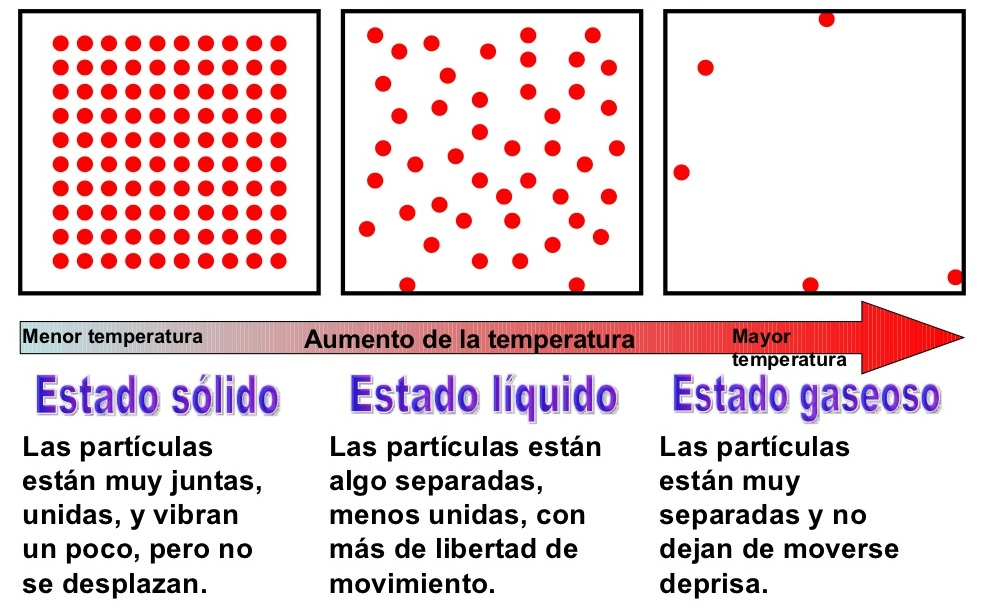 Menor temperatura
Aumento de la temperatura
Mayor
temperatura
Estado sólido
Las partículas
están muy juntas,
unidas, y vibran
un poco, pero no
se desplazan.
Estado líquido
Las partículas están
algo separadas,
menos unidas, con
más de libertad de
movimiento.
Estado gaseoso
Las partículas
están muy
separadas y no
dejan de moverse
deprisa.